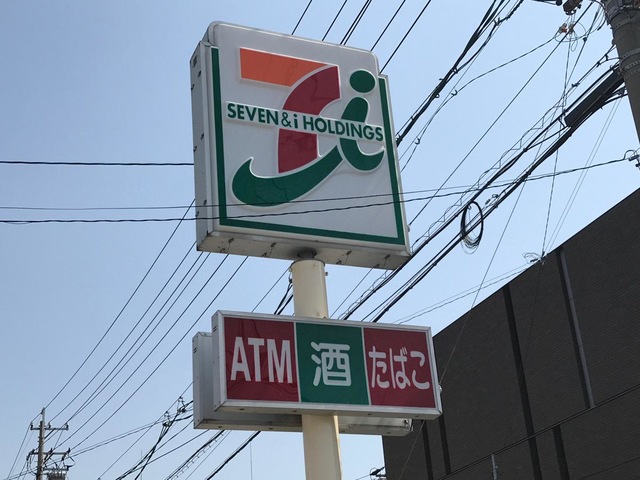 SEVEN & i HOLDINGS
ATM 酒 たばこ